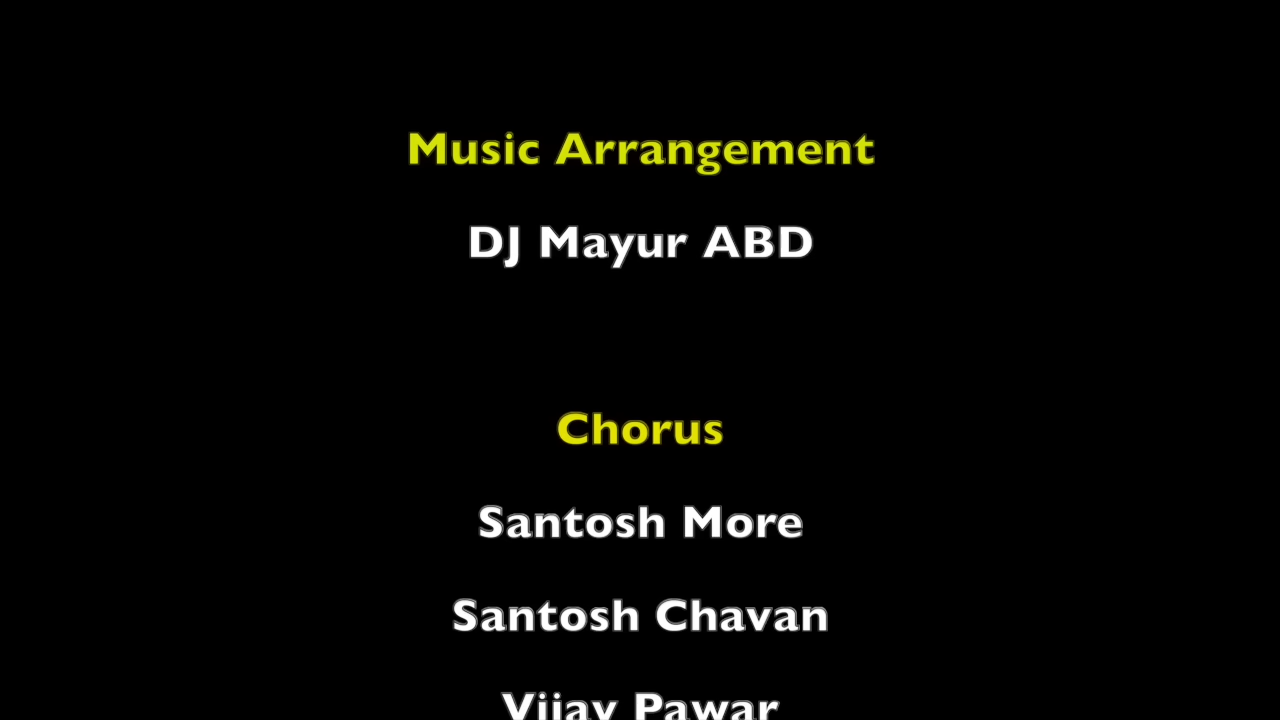 Music Arrangement
DJ Mayur ABD
Chorus
Santosh More
Santosh Chavan
Vijay Pawar